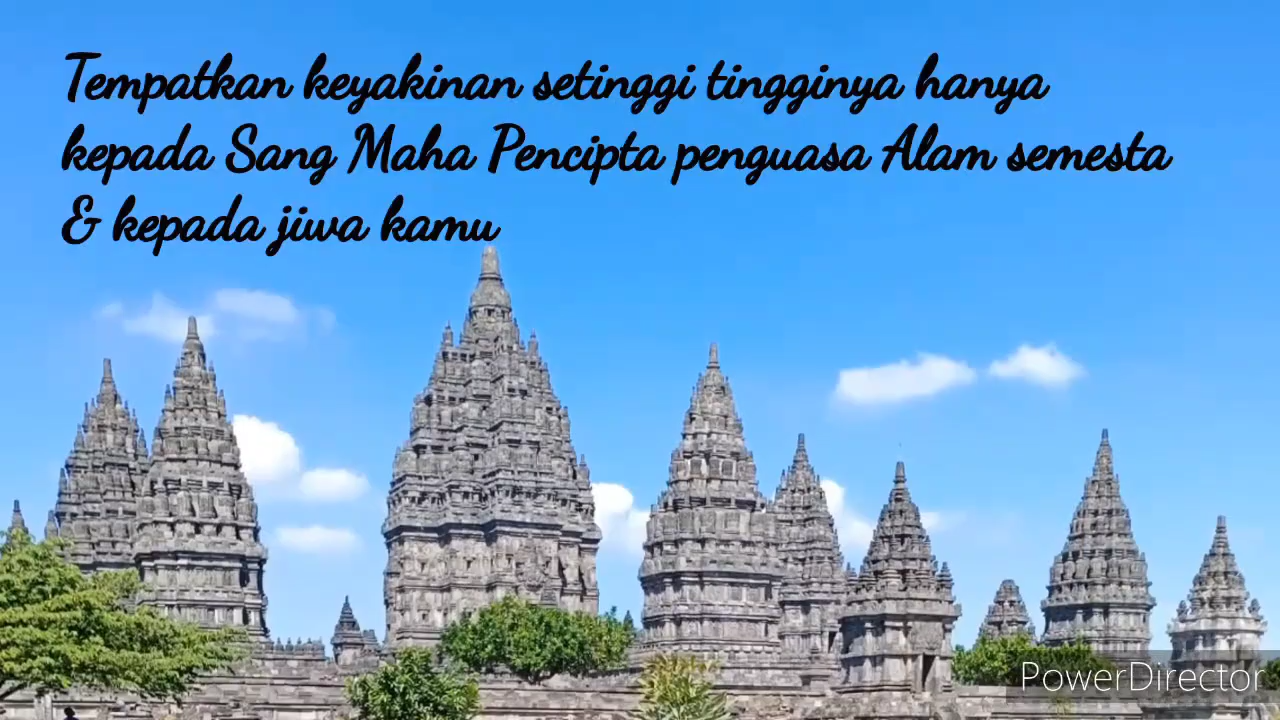 Tempatkan keyakinan setinggi tingginya hanya
kepada Sang Maha Pencipta penguasa Alam semesta
& kepada jiwa kamu
PowerDirector